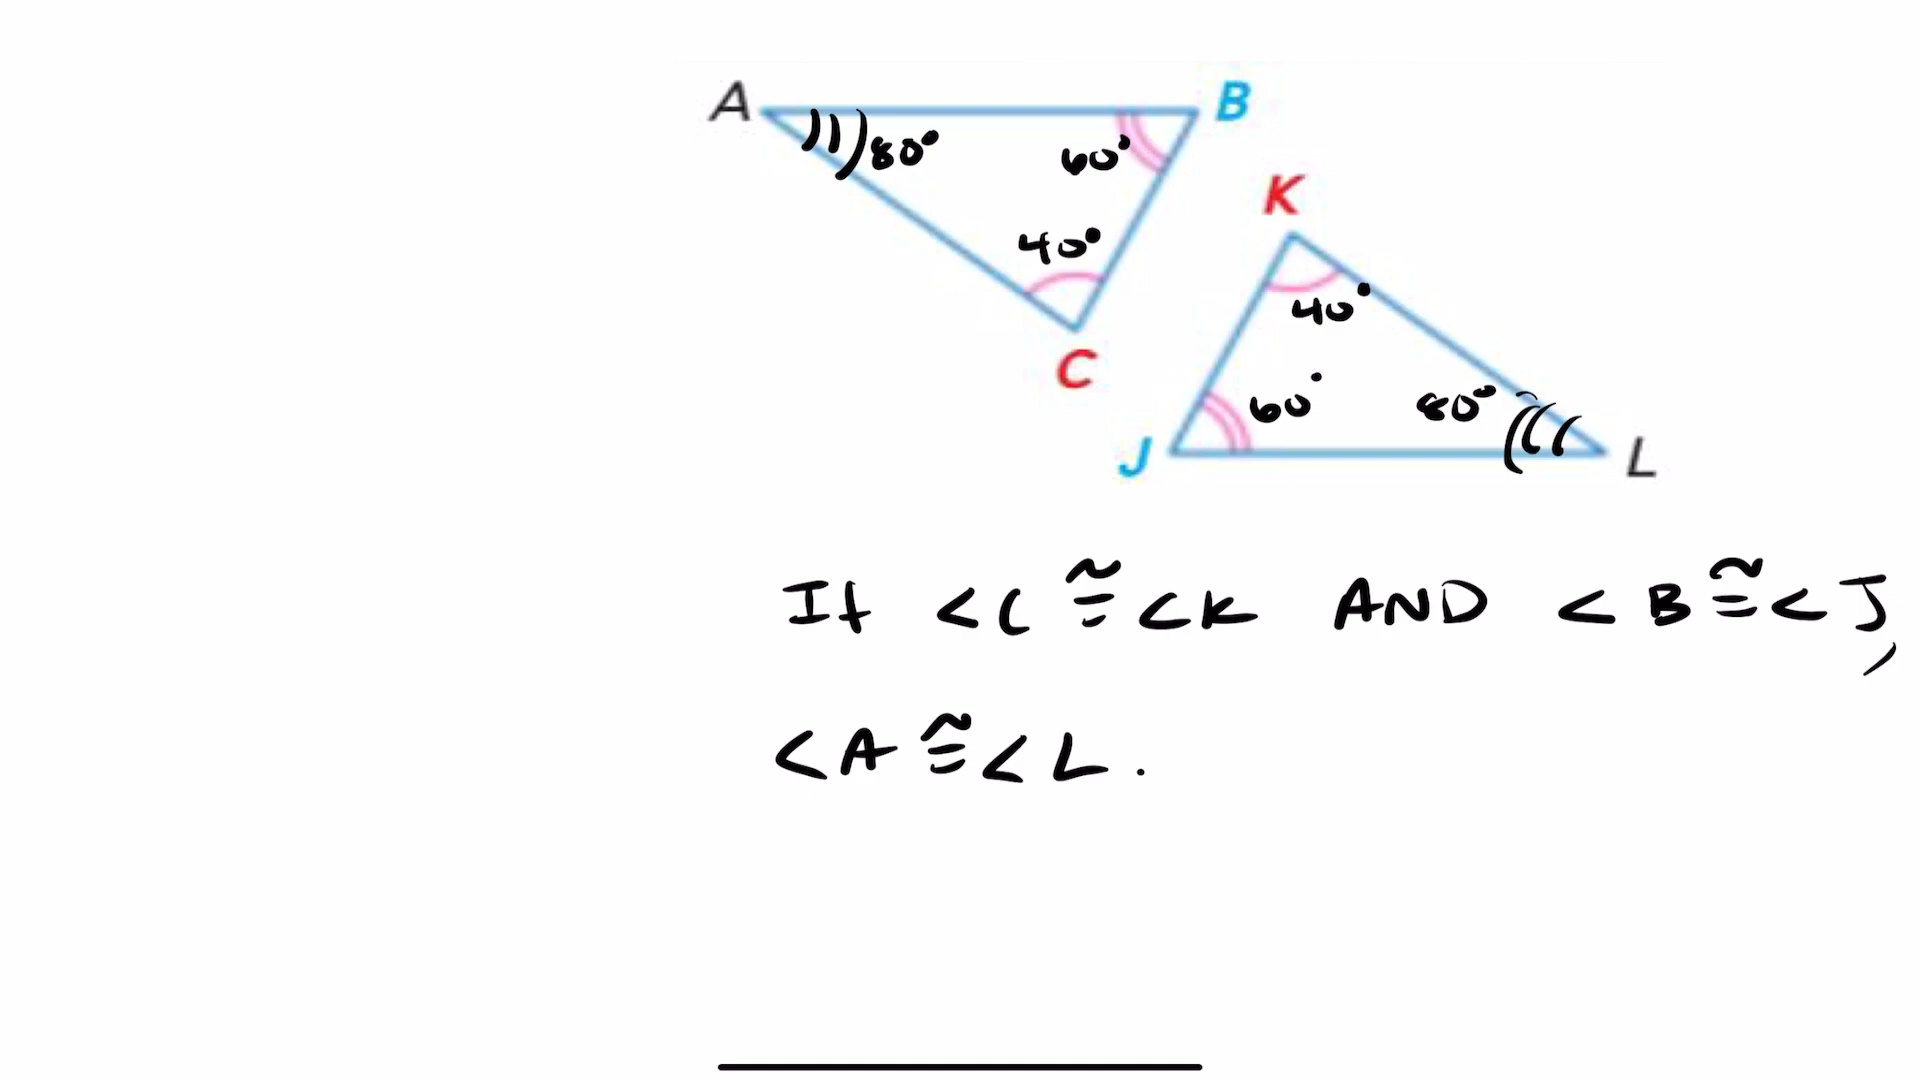 A
B
80°
60°
K
40°
40°
C
60°
80°
J
L
If <C ≅ <K AND < B ≅ < J,
<A ≅ < L.